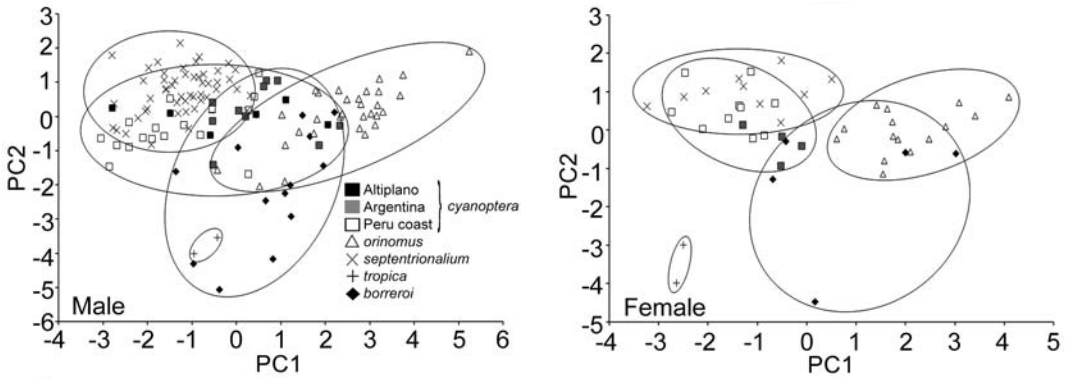 3
2
1
0
-1
-2
-3
-4
-5
-6
PC2
-4 -3 -2 -1 0 1 2 3 4 5 6
PC1
Male
Altiplano
Argentina
Peru coast
cyanoptera
orinomus
septentrionalium
tropica
borreroi
3
2
1
0
-1
-2
-3
-4
-5
PC2
-4 -3 -2 -1 0 1 2 3 4 5
PC1
Female